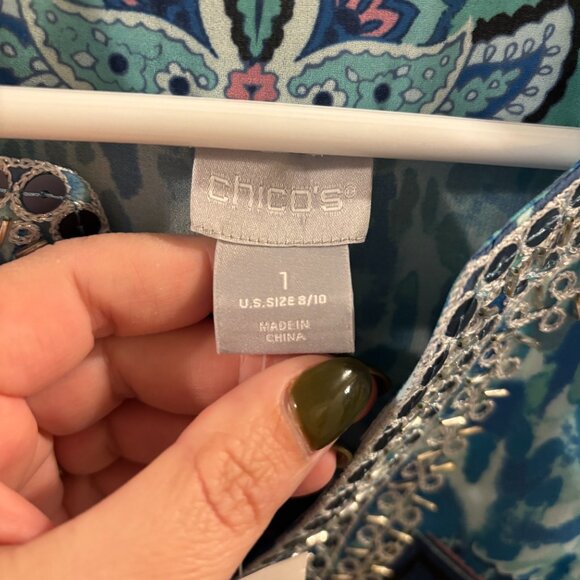 chico's®
1
U.S. SIZE 8/10
MADE IN
CHINA